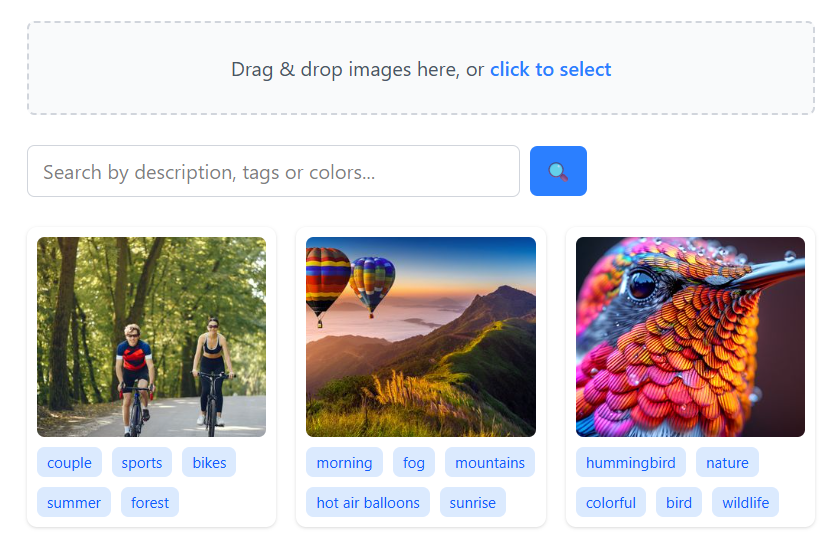 Drag & drop images here, or click to select
Search by description, tags or colors...
couple sports bikes
summer forest
morning fog mountains
hot air balloons sunrise
hummingbird nature
colorful bird wildlife